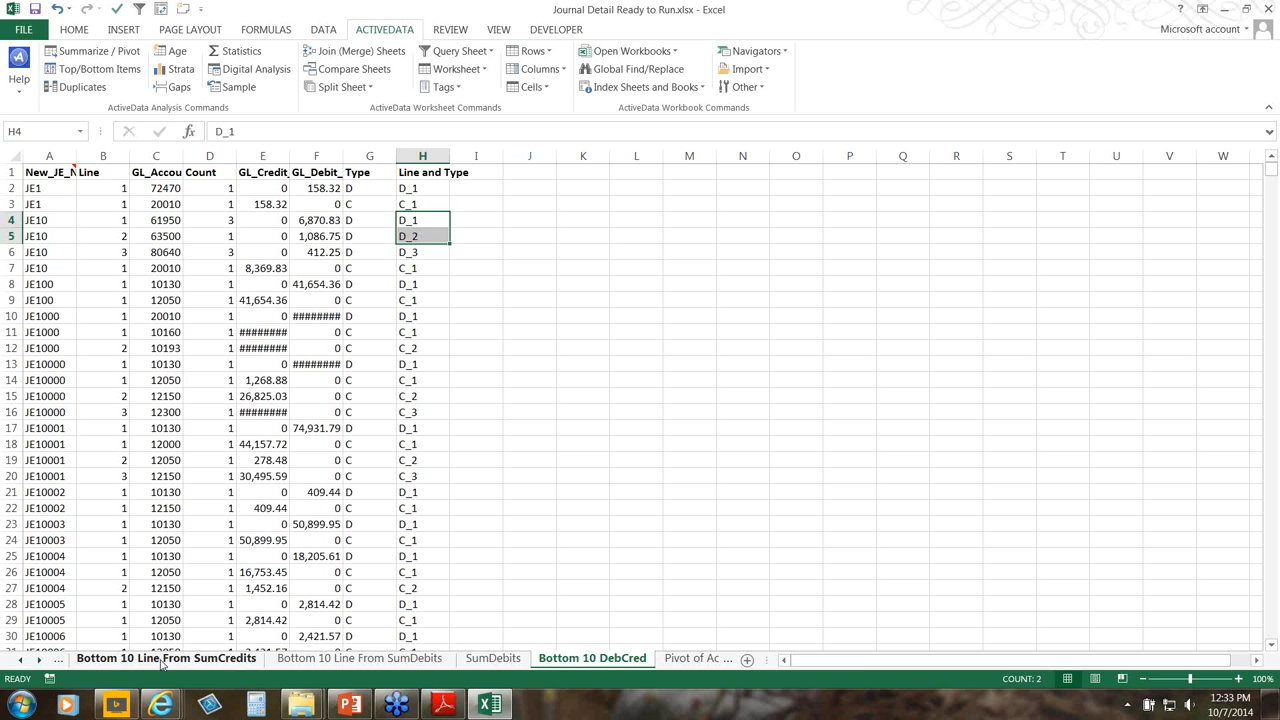 Journal Detail Ready to Run.xlsx - Excel
FILE HOME INSERT PAGE LAYOUT FORMULAS DATA ACTIVEDATA REVIEW VIEW DEVELOPER Microsoft account
Help
Summarize / Pivot Age Statistics Join (Merge) Sheets Query Sheet Rows Open Workbooks Navigators
Top/Bottom Items Strata Digital Analysis Compare Sheets Worksheet Columns Global Find/Replace Import
Duplicates Gaps Sample Split Sheet Tags Cells Index Sheets and Books Other
ActiveData Analysis Commands ActiveData Worksheet Commands ActiveData Workbook Commands
H4 fx D_1
A B C D E F G H I J K L M N O P Q R S T U V W
1 New_JE_N Line GL_Accou Count GL_Credit_ GL_Debit_ Type Line and Type
2 JE1 1 72470 1 0 158.32 D D_1
3 JE1 1 20010 1 158.32 0 C C_1
4 JE10 1 61950 3 0 6,870.83 D D_1
5 JE10 2 63500 1 0 1,086.75 D D_2
6 JE10 3 80640 3 0 412.25 D D_3
7 JE10 1 20010 1 8,369.83 0 C C_1
8 JE100 1 10130 1 0 41,654.36 D D_1
9 JE100 1 12050 1 41,654.36 0 C C_1
10 JE1000 1 20010 1 0 ######## D D_1
11 JE1000 1 10160 1 ######## 0 C C_1
12 JE1000 2 10193 1 ######## 0 C C_2
13 JE10000 1 10130 1 0 ######## D D_1
14 JE10000 1 12050 1 1,268.88 0 C C_1
15 JE10000 2 12150 1 26,825.03 0 C C_2
16 JE10000 3 12300 1 ######## 0 C C_3
17 JE10001 1 10130 1 0 74,931.79 D D_1
18 JE10001 1 12000 1 44,157.72 0 C C_1
19 JE10001 2 12050 1 278.48 0 C C_2
20 JE10001 3 12150 1 30,495.59 0 C C_3
21 JE10002 1 10130 1 0 409.44 D D_1
22 JE10002 1 12150 1 409.44 0 C C_1
23 JE10003 1 10130 1 0 50,899.95 D D_1
24 JE10003 1 12050 1 50,899.95 0 C C_1
25 JE10004 1 10130 1 0 18,205.61 D D_1
26 JE10004 1 12050 1 16,753.45 0 C C_1
27 JE10004 2 12150 1 1,452.16 0 C C_2
28 JE10005 1 10130 1 0 2,814.42 D D_1
29 JE10005 1 12050 1 2,814.42 0 C C_1
30 JE10006 1 10130 1 0 2,421.57 D D_1
... Bottom 10 Line From SumCredits Bottom 10 Line From SumDebits SumDebits Bottom 10 DebCred Pivot of Ac ...
READY COUNT: 2 100%
12:33 PM
10/7/2014